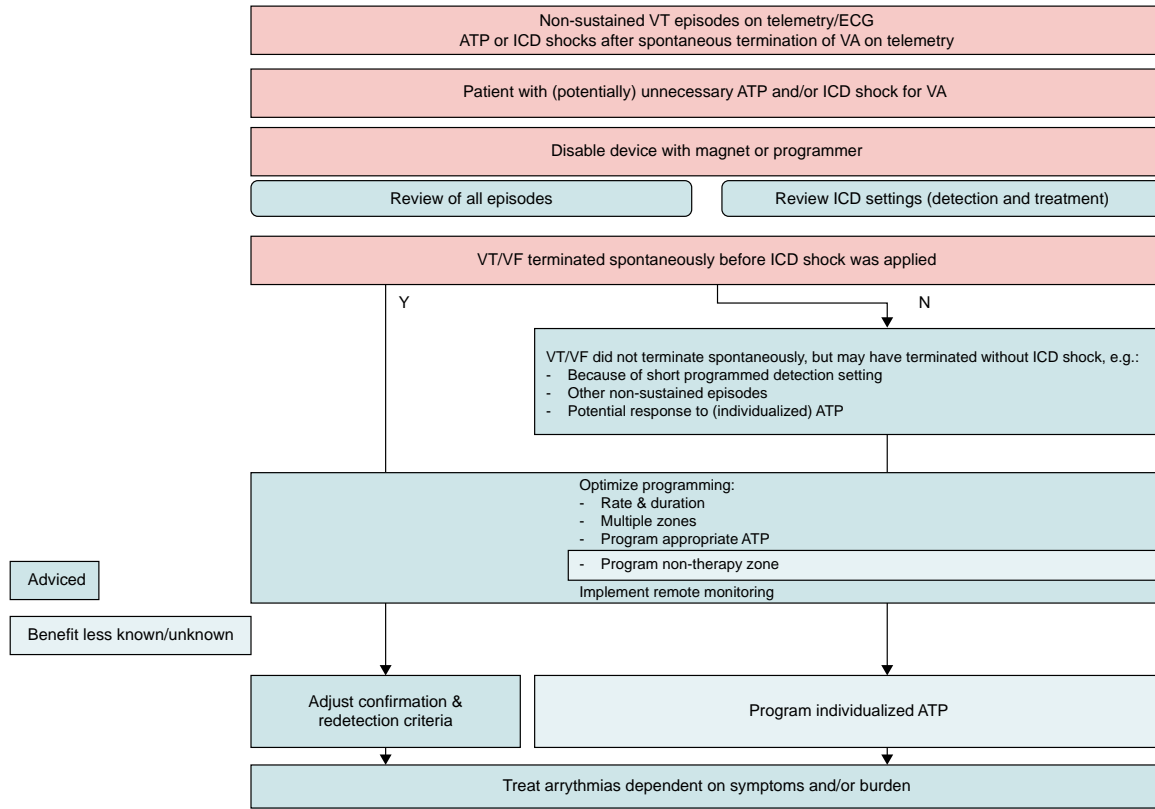 Non-sustained VT episodes on telemetry/ECG
ATP or ICD shocks after spontaneous termination of VA on telemetry
Patient with (potentially) unnecessary ATP and/or ICD shock for VA
Disable device with magnet or programmer
Review of all episodes
Review ICD settings (detection and treatment)
VT/VF terminated spontaneously before ICD shock was applied
Y
N
VT/VF did not terminate spontaneously, but may have terminated without ICD shock, e.g.:
- Because of short programmed detection setting
- Other non-sustained episodes
- Potential response to (individualized) ATP
Optimize programming:
- Rate & duration
- Multiple zones
- Program appropriate ATP
- Program non-therapy zone
Implement remote monitoring
Adviced
Benefit less known/unknown
Adjust confirmation &
redetection criteria
Program individualized ATP
Treat arrythmias dependent on symptoms and/or burden